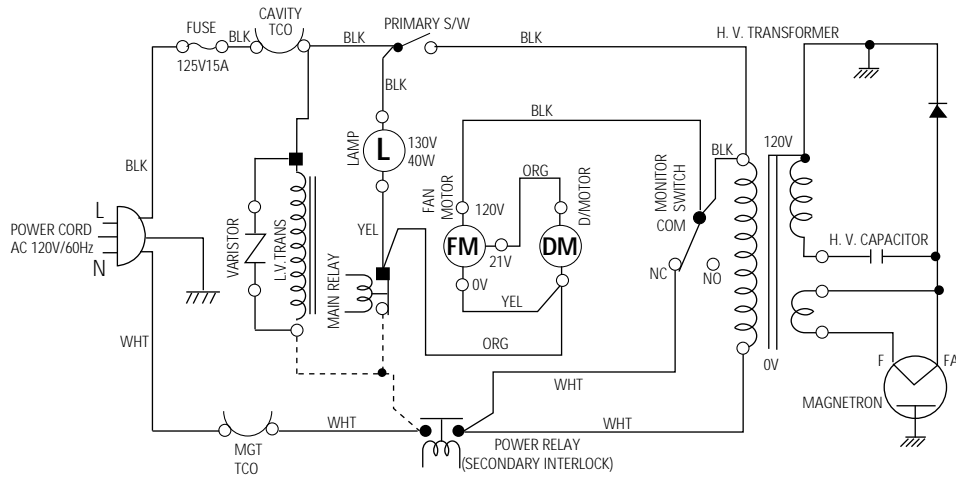 CAVITY
TCO
FUSE
BLK
125V15A
BLK
PRIMARY S/W
BLK
H. V. TRANSFORMER
BLK
LAMP
L
130V
40W
BLK
BLK
120V
FAN
MOTOR
120V
ORG
D/MOTOR
MONITOR
SWITCH
COM
BLK
L
POWER CORD
AC 120V/60Hz
N
VARISTOR
L.V.TRANS
YEL
FM
21V
DM
NC
NO
H. V. CAPACITOR
MAIN RELAY
0V
YEL
ORG
WHT
WHT
0V
F
FA
MAGNETRON
MGT
TCO
WHT
WHT
POWER RELAY
(SECONDARY INTERLOCK)